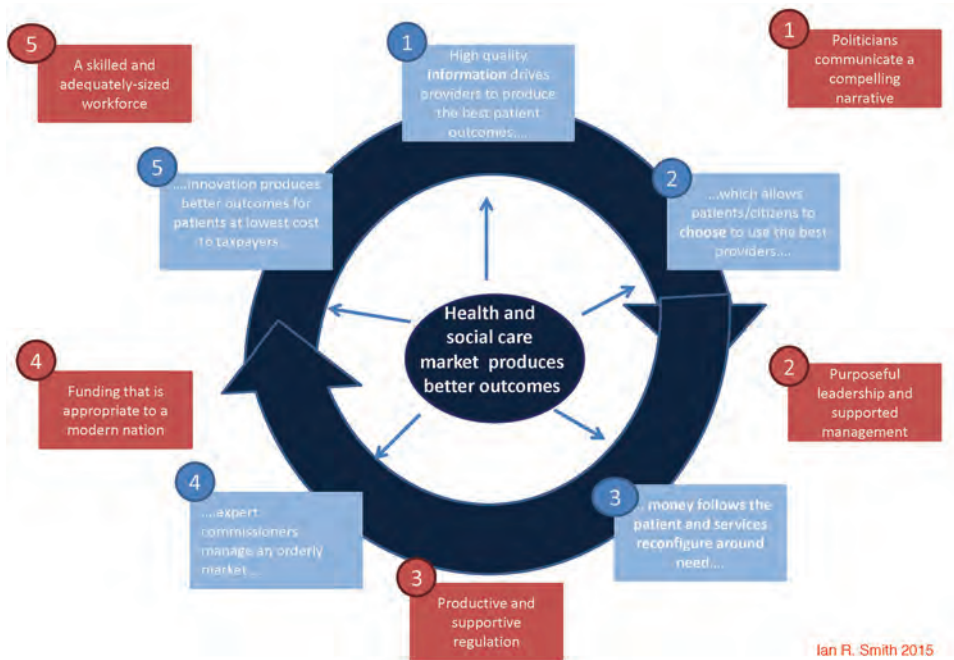 1
High quality
information drives
providers to produce
the best patient
outcomes....
2
...which allows
patients/citizens to
choose to use the best
providers....
3
... money follows the
patient and services
reconfigure around
need....
4
....expert
commissioners
manage an orderly
market....
5
....innovation produces
better outcomes for
patients at lowest cost
to taxpayers...
Health and
social care
market produces
better outcomes
1
Politicians
communicate a
compelling
narrative
2
Purposeful
leadership and
supported
management
3
Productive and
supportive
regulation
4
Funding that is
appropriate to a
modern nation
5
A skilled and
adequately-sized
workforce
Ian R. Smith 2015